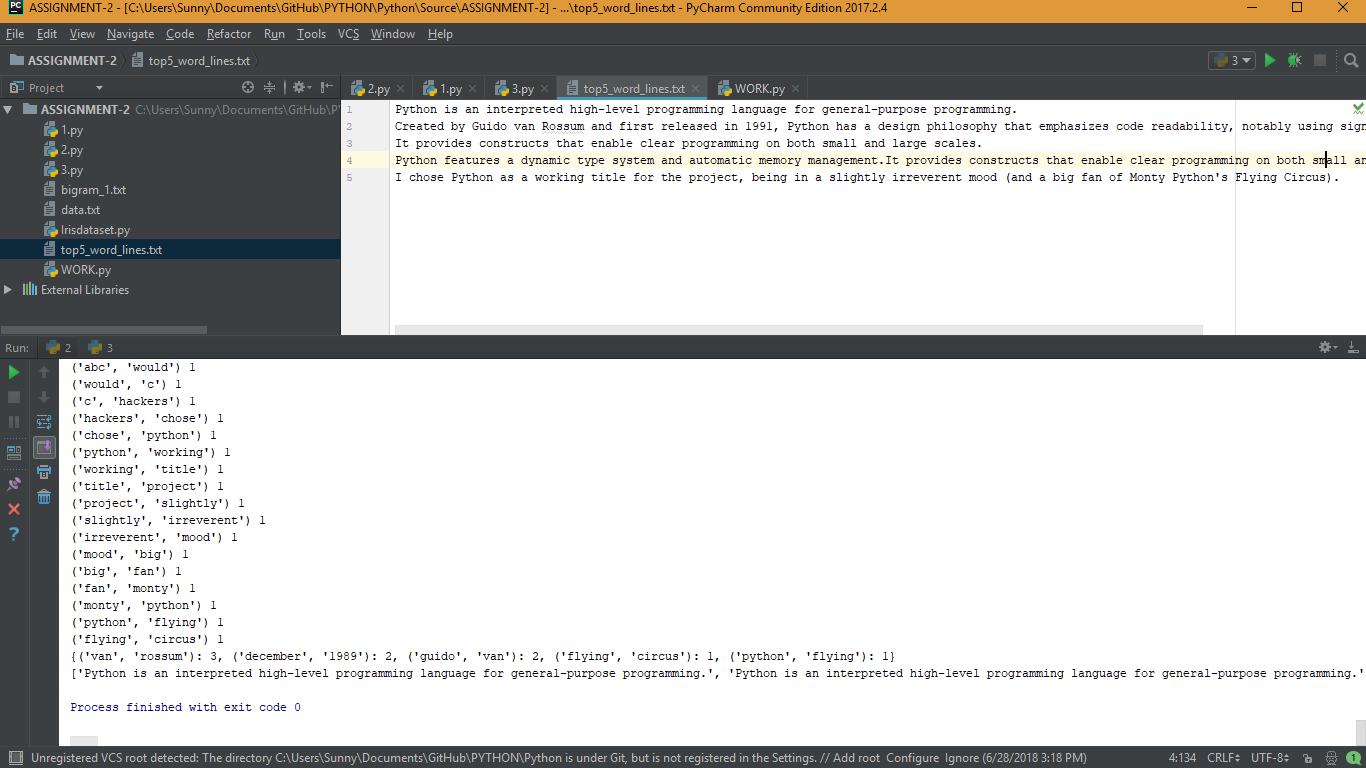 ASSIGNMENT-2 - [C:\Users\Sunny\Documents\GitHub\PYTHON\Python\Source\ASSIGNMENT-2] - ...\top5_word_lines.txt - PyCharm Community Edition 2017.2.4
File Edit View Navigate Code Refactor Run Tools VCS Window Help
ASSIGNMENT-2 top5_word_lines.txt 3
Project 2.py 1.py 3.py top5_word_lines.txt WORK.py
ASSIGNMENT-2 C:\Users\Sunny\Documents\GitHub\P
1.py
2.py
3.py
bigram_1.txt
data.txt
Irisdataset.py
top5_word_lines.txt
WORK.py
External Libraries
1 Python is an interpreted high-level programming language for general-purpose programming.
2 Created by Guido van Rossum and first released in 1991, Python has a design philosophy that emphasizes code readability, notably using sign
3 It provides constructs that enable clear programming on both small and large scales.
4 Python features a dynamic type system and automatic memory management.It provides constructs that enable clear programming on both small an
5 I chose Python as a working title for the project, being in a slightly irreverent mood (and a big fan of Monty Python's Flying Circus).
Run: 2 3
('abc', 'would') 1
('would', 'c') 1
('c', 'hackers') 1
('hackers', 'chose') 1
('chose', 'python') 1
('python', 'working') 1
('working', 'title') 1
('title', 'project') 1
('project', 'slightly') 1
('slightly', 'irreverent') 1
('irreverent', 'mood') 1
('mood', 'big') 1
('big', 'fan') 1
('fan', 'monty') 1
('monty', 'python') 1
('python', 'flying') 1
('flying', 'circus') 1
{('van', 'rossum'): 3, ('december', '1989'): 2, ('guido', 'van'): 2, ('flying', 'circus'): 1, ('python', 'flying'): 1}
['Python is an interpreted high-level programming language for general-purpose programming.', 'Python is an interpreted high-level programming language for general-purpose programming.'
Process finished with exit code 0
Unregistered VCS root detected: The directory C:\Users\Sunny\Documents\GitHub\PYTHON\Python is under Git, but is not registered in the Settings. // Add root Configure Ignore (6/28/2018 3:18 PM) 4:134 CRLF UTF-8 1